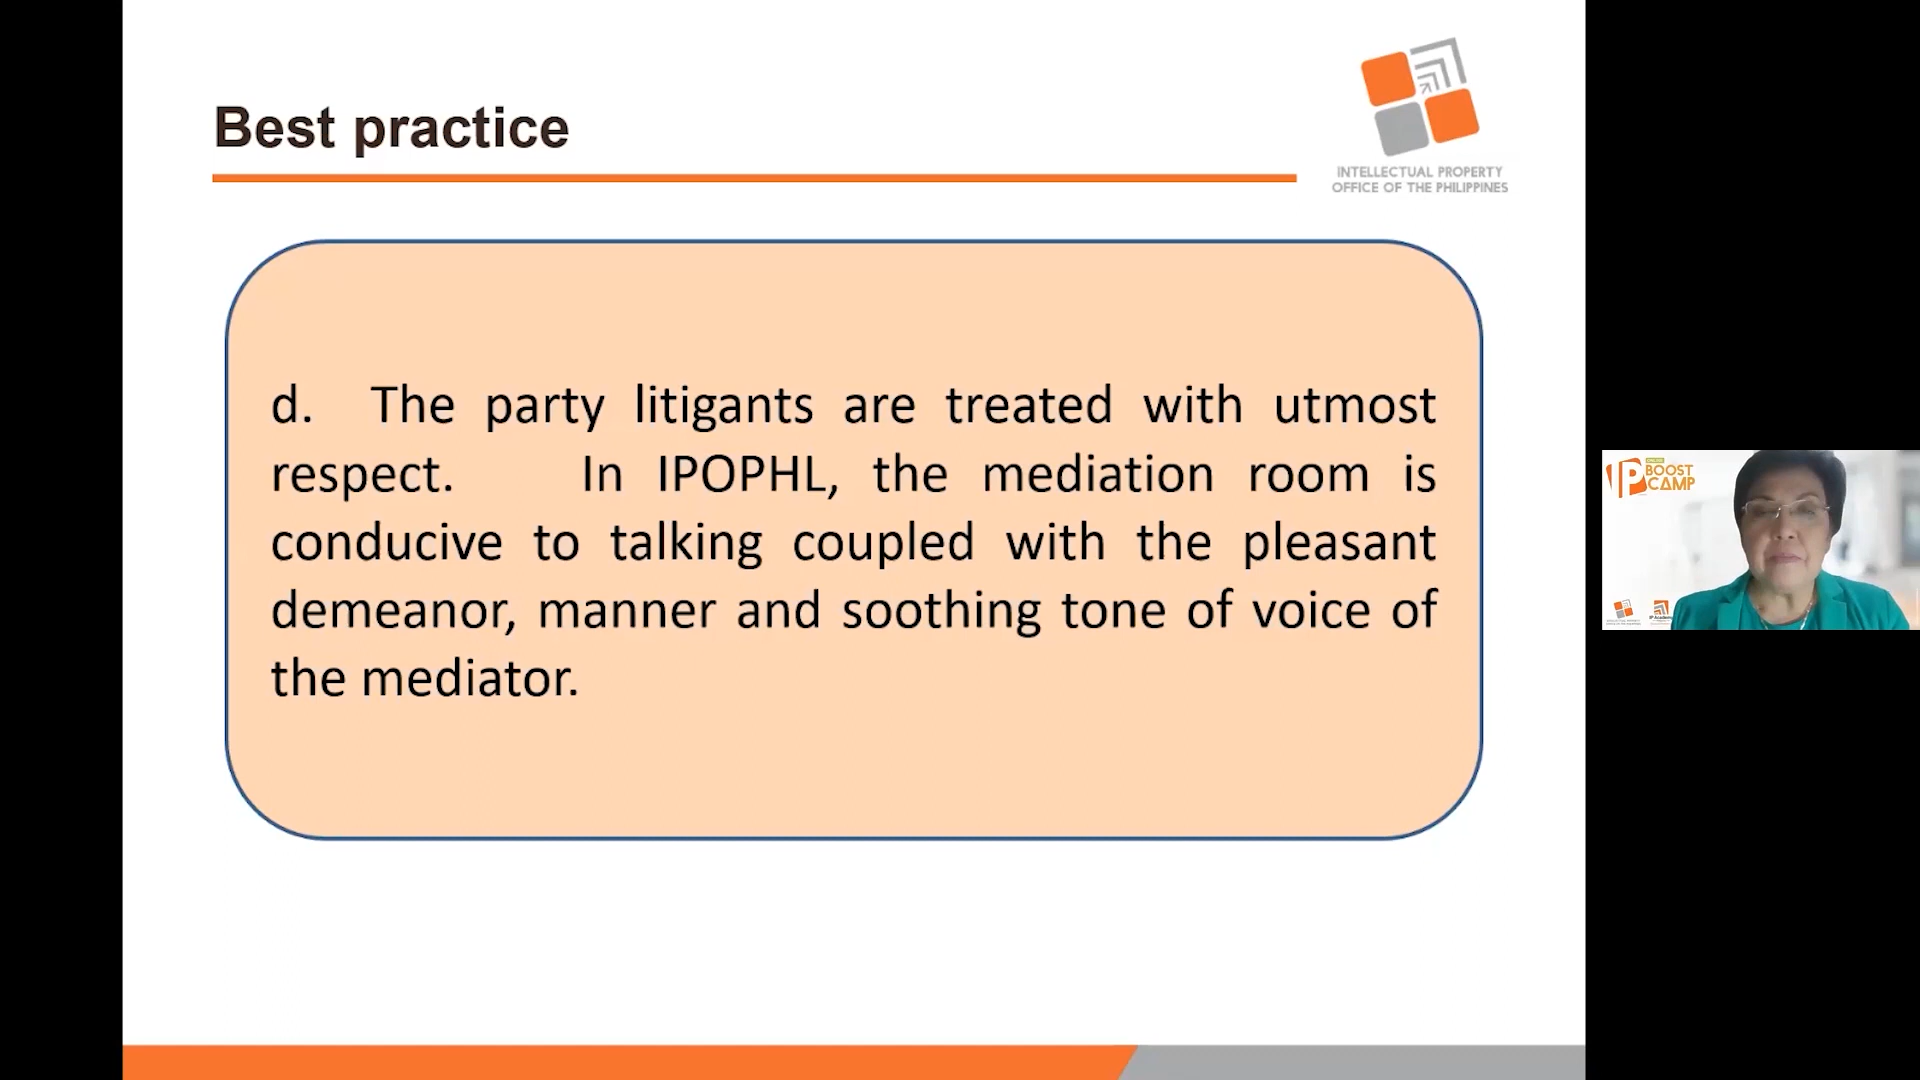 Best practice
INTELLECTUAL PROPERTY
OFFICE OF THE PHILIPPINES
d. The party litigants are treated with utmost
respect. In IPOPHL, the mediation room is
conducive to talking coupled with the pleasant
demeanor, manner and soothing tone of voice of
the mediator.
IP
BOOST
CAMP